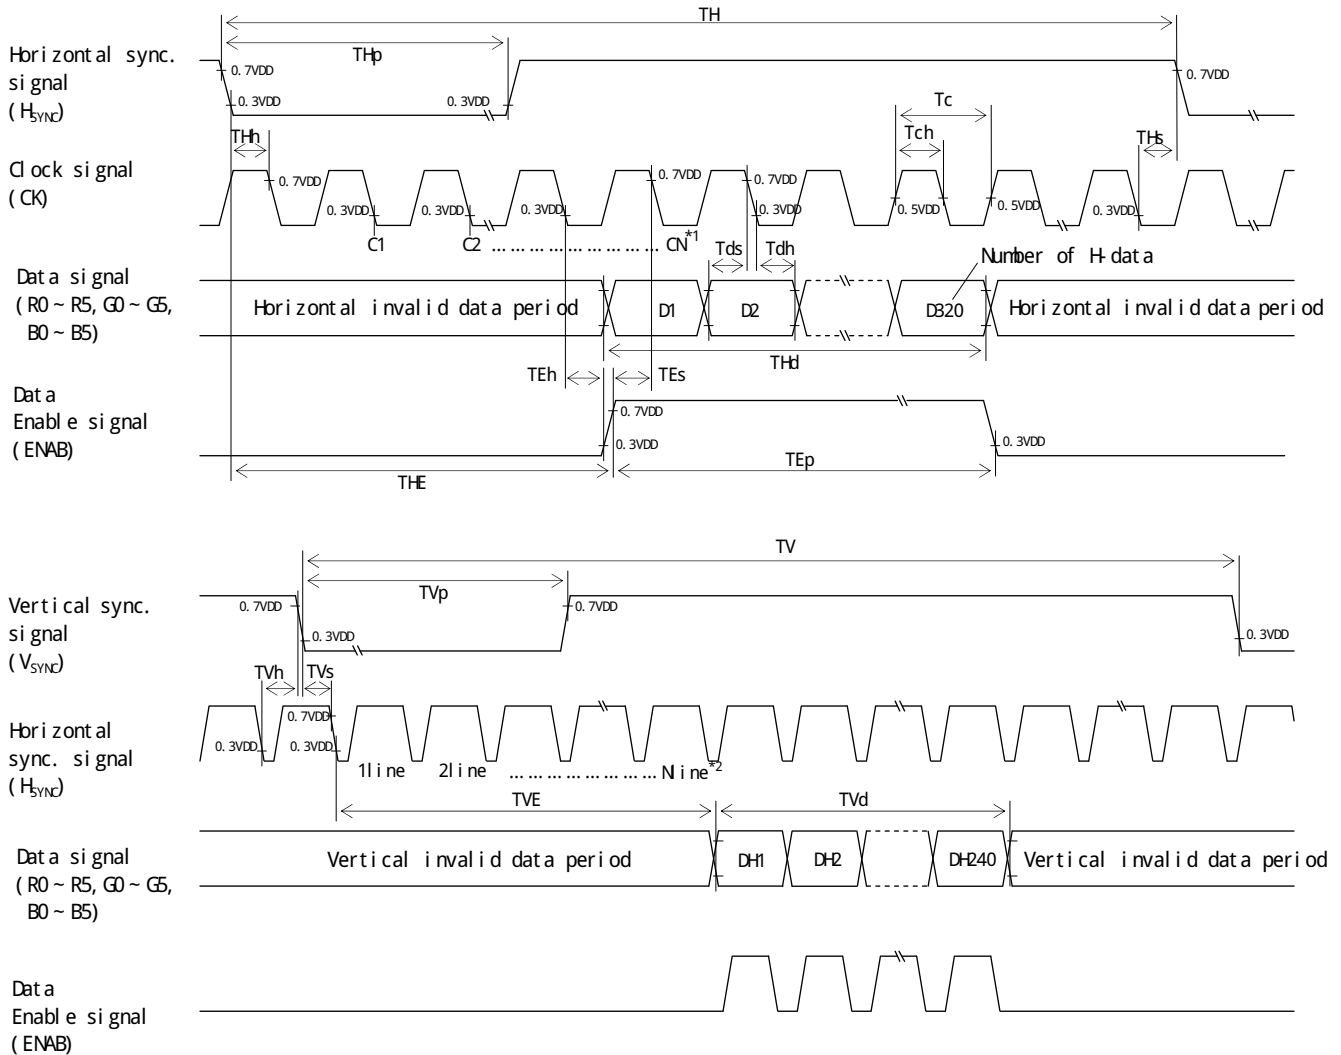 TH
THp
Horizontal sync.
signal
(HSYNC)
0.7VDD
0.3VDD
0.3VDD
0.7VDD
THh
Tc
Tch
THs
Clock signal
(CK)
0.7VDD
0.3VDD
0.3VDD
0.3VDD
0.7VDD
0.7VDD
0.3VDD
0.5VDD
0.5VDD
0.3VDD
C1
C2
........................ CN*1
Tds
Tdh
Number of H-data
Data signal
(R0~R5, G0~G5,
B0~B5)
Horizontal invalid data period
D1
D2
D320
Horizontal invalid data period
THd
TEh
TEs
Data
Enable signal
(ENAB)
0.7VDD
0.3VDD
0.3VDD
THE
TEp
TV
TVp
Vertical sync.
signal
(VSYNC)
0.7VDD
0.3VDD
0.7VDD
0.3VDD
TVh
TVs
Horizontal
sync. signal
(HSYNC)
0.3VDD
0.7VDD
0.3VDD
1line
2line
..................... Nline*2
TVE
TVd
Data signal
(R0~R5, G0~G5,
B0~B5)
Vertical invalid data period
DH1
DH2
DH240
Vertical invalid data period
Data
Enable signal
(ENAB)